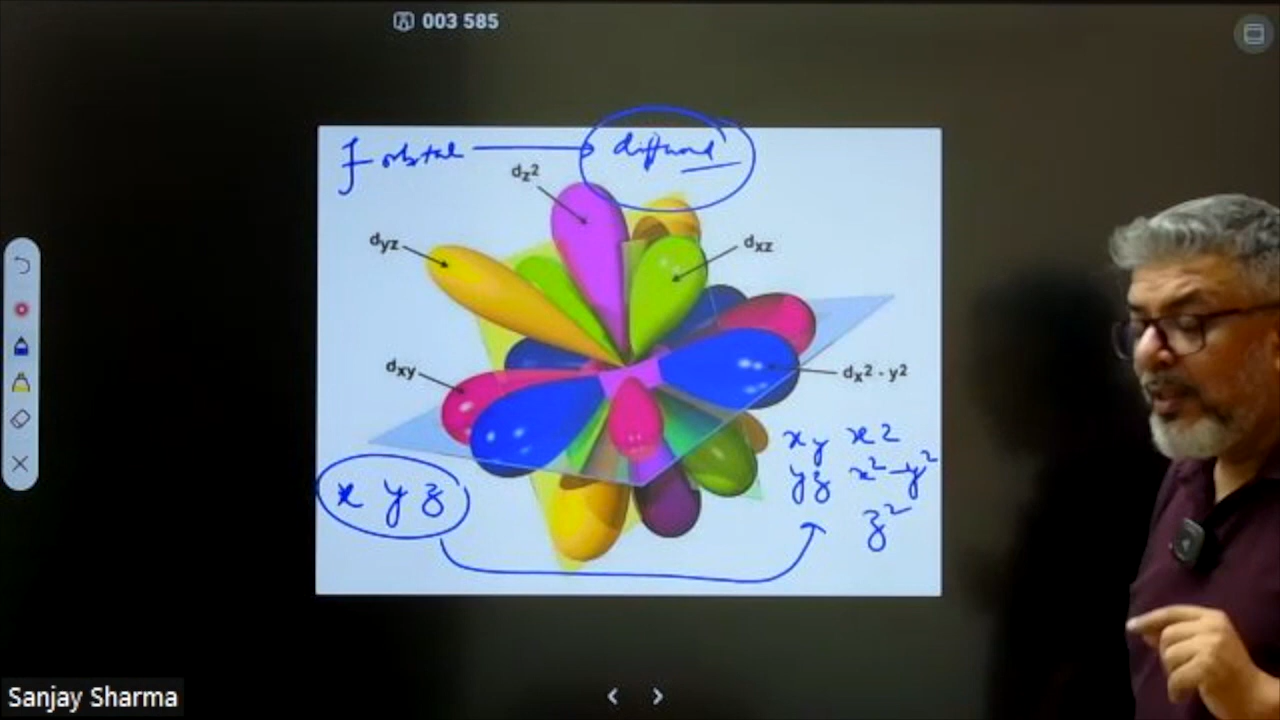 003 585
f orbital → diffused
dz²
dyz
dxz
dxy
dx² - y²
xy xz
yz x²-y²
z²
x y z
Sanjay Sharma